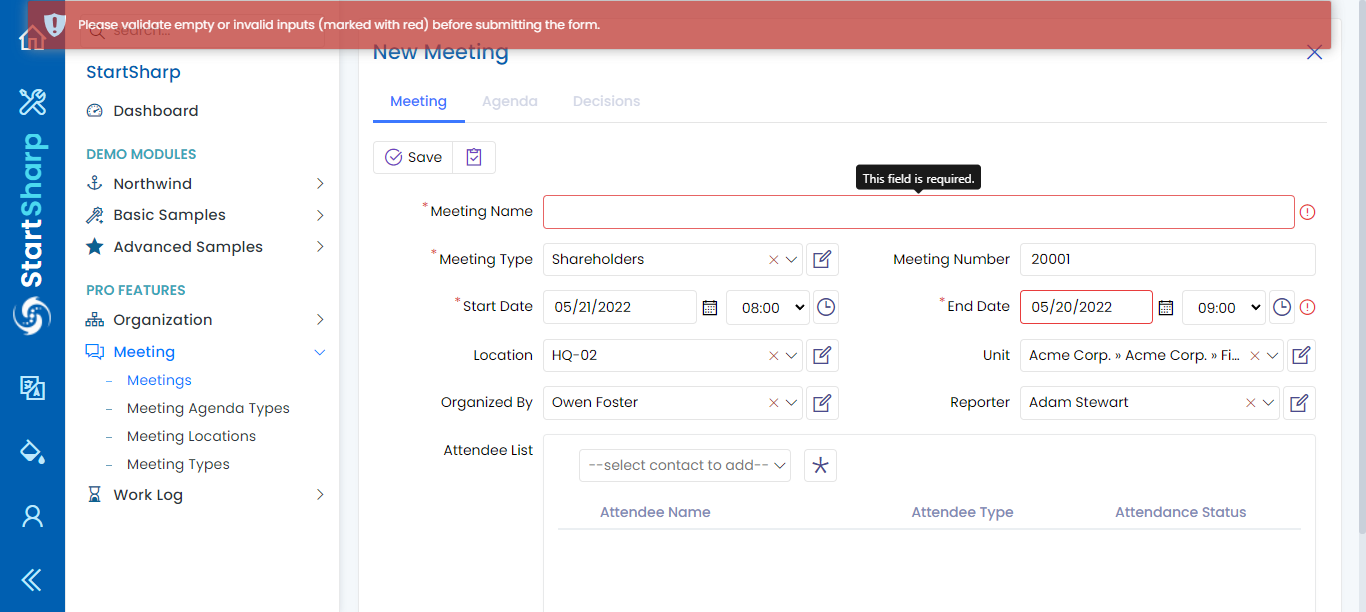 Please validate empty or invalid inputs (marked with red) before submitting the form.
search...
StartSharp
StartSharp
Dashboard
DEMO MODULES
Northwind
Basic Samples
Advanced Samples
PRO FEATURES
Organization
Meeting
– Meetings
– Meeting Agenda Types
– Meeting Locations
– Meeting Types
Work Log
New Meeting
Meeting Agenda Decisions
Save
This field is required.
* Meeting Name
* Meeting Type Shareholders Meeting Number 20001
* Start Date 05/21/2022 08:00 * End Date 05/20/2022 09:00
Location HQ-02 Unit Acme Corp. » Acme Corp. » Fi...
Organized By Owen Foster Reporter Adam Stewart
Attendee List
--select contact to add--
Attendee Name Attendee Type Attendance Status